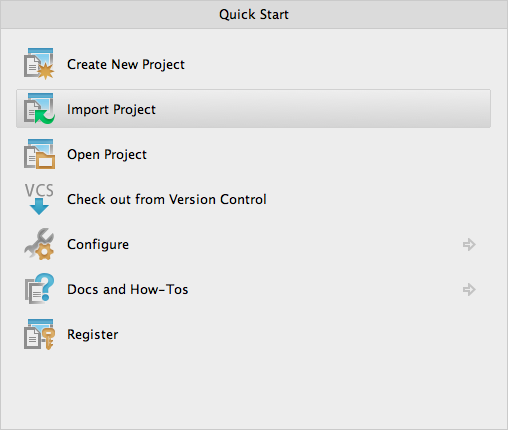 Quick Start
Create New Project
Import Project
Open Project
VCS
Check out from Version Control
Configure
Docs and How-Tos
?
Register